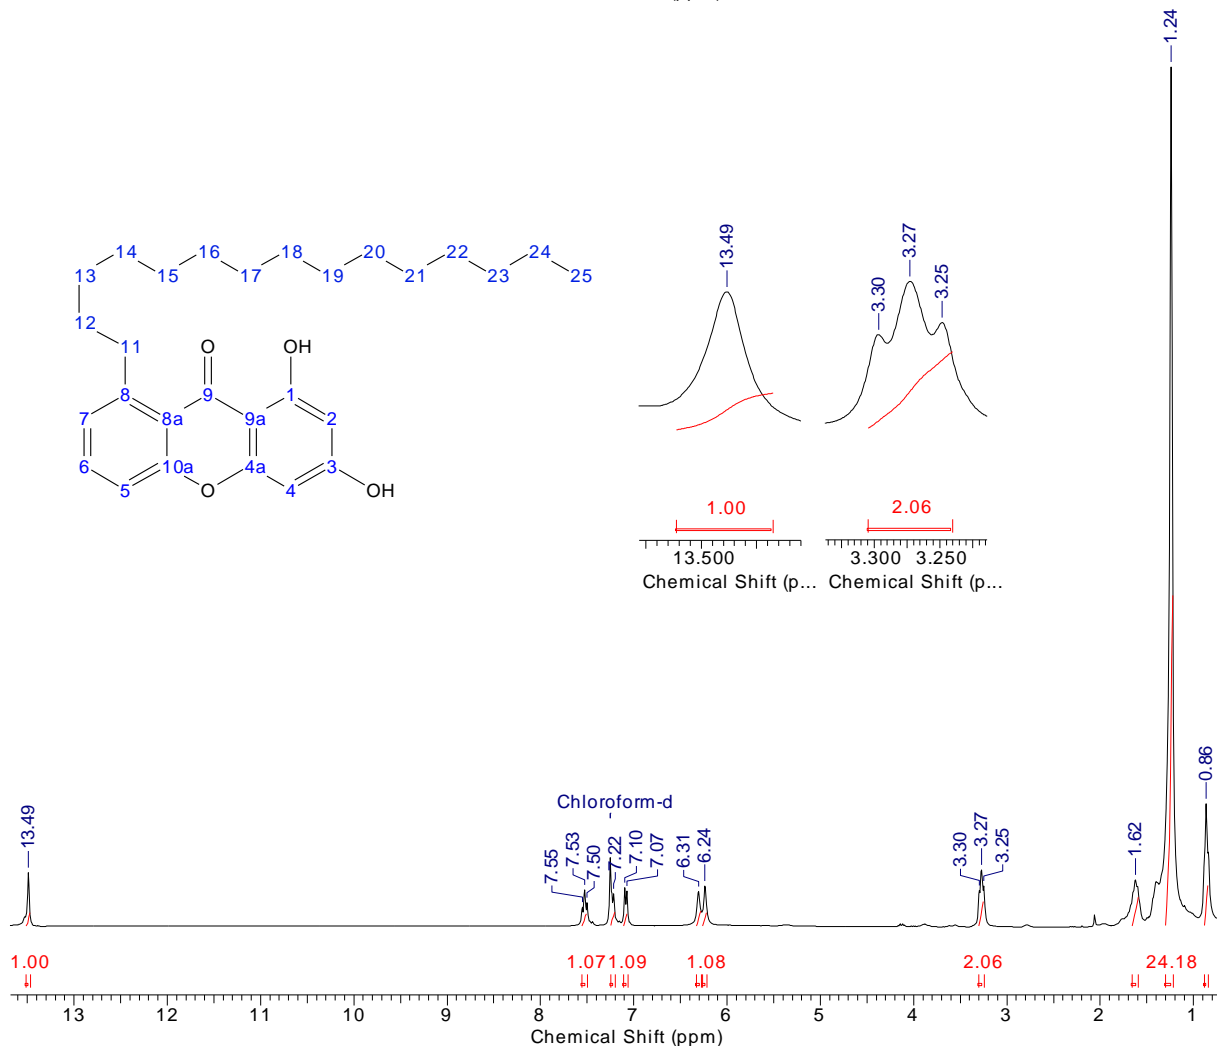 1.24
14 16 18 20 22 24
13 15 17 19 21 23 25
12
11
O OH
8 9 1
7 8a 9a 2
6 10a 4a 3
5 O 4 OH
13.49
3.30
3.27
3.25
1.00
2.06
13.500
3.300 3.250
Chemical Shift (p... Chemical Shift (p...
Chloroform-d
13.49
7.55
7.53
7.50
7.22
7.10
7.07
6.31
6.24
3.30
3.27
3.25
1.62
0.86
1.00 1.07 1.09 1.08 2.06 24.18
13 12 11 10 9 8 7 6 5 4 3 2 1
Chemical Shift (ppm)